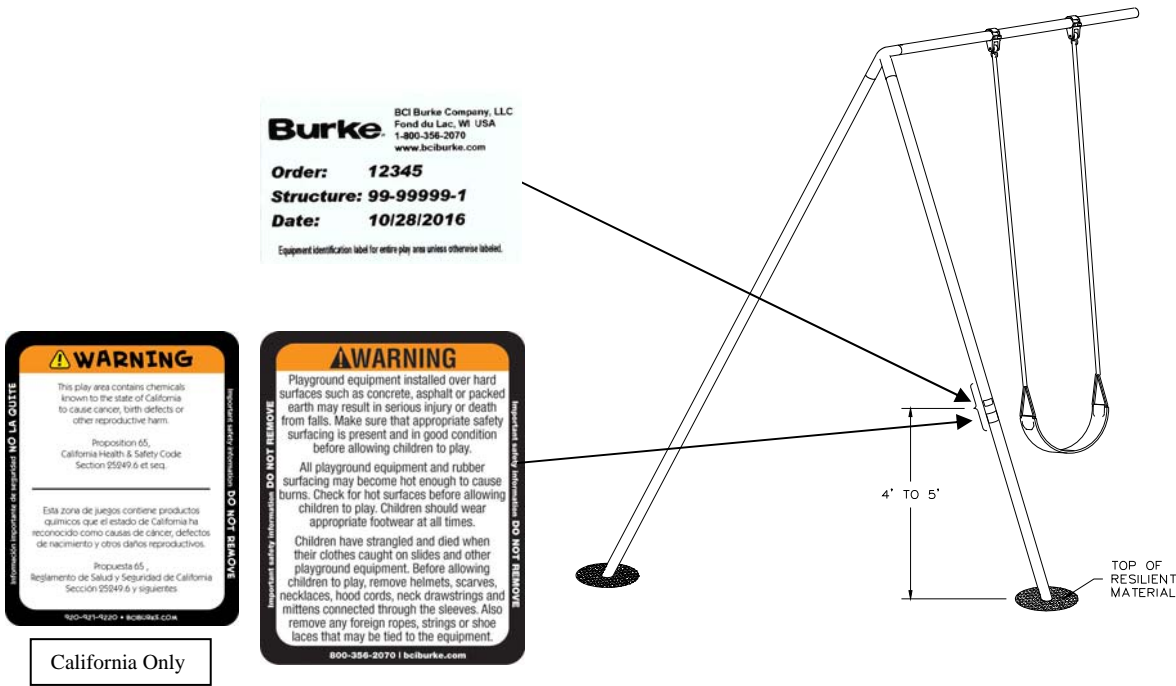 Burke
BCI Burke Company, LLC
Fond du Lac, WI USA
1-800-356-2070
www.bciburke.com
Order: 12345
Structure: 99-99999-1
Date: 10/28/2016
Equipment identification label for entire play area unless otherwise labeled.
WARNING
This play area contains chemicals
known to the state of California
to cause cancer, birth defects or
other reproductive harm.
Proposition 65,
California Health & Safety Code
Section 25249.6 et seq.
Esta zona de juegos contiene productos
químicos que el estado de California ha
reconocido como causas de cáncer, defectos
de nacimiento y otros daños reproductivos.
Propuesta 65 ,
Reglamento de Salud y Seguridad de California
Sección 25249.6 y siguientes
920-921-9220 • BCIBURKE.COM
Información importante de seguridad NO LA QUITE
Important safety information DO NOT REMOVE
California Only
WARNING
Playground equipment installed over hard
surfaces such as concrete, asphalt or packed
earth may result in serious injury or death
from falls. Make sure that appropriate safety
surfacing is present and in good condition
before allowing children to play.
All playground equipment and rubber
surfacing may become hot enough to cause
burns. Check for hot surfaces before allowing
children to play. Children should wear
appropriate footwear at all times.
Children have strangled and died when
their clothes caught on slides and other
playground equipment. Before allowing
children to play, remove helmets, scarves,
necklaces, hood cords, neck drawstrings and
mittens connected through the sleeves. Also
remove any foreign ropes, strings or shoe
laces that may be tied to the equipment.
800-356-2070 | bciburke.com
Important safety information DO NOT REMOVE
Important safety information DO NOT REMOVE
4' TO 5'
TOP OF
RESILIENT
MATERIAL